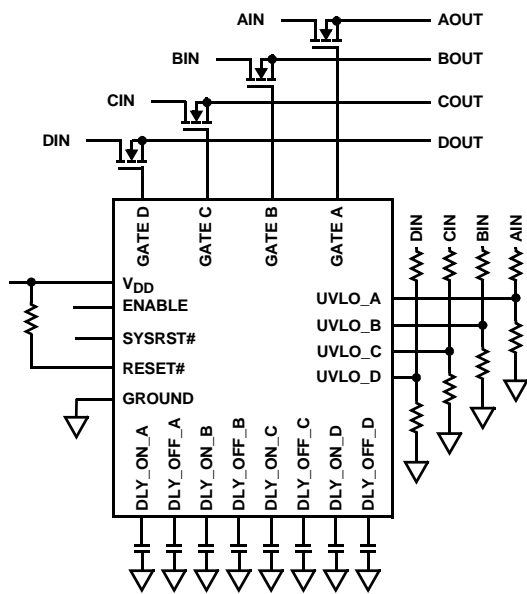 AIN AOUT
BIN BOUT
CIN COUT
DIN DOUT
GATE D GATE C GATE B GATE A
DIN CIN BIN AIN
VDD
ENABLE
SYSRST#
RESET#
GROUND
UVLO_A
UVLO_B
UVLO_C
UVLO_D
DLY_ON_A DLY_OFF_A DLY_ON_B DLY_OFF_B DLY_ON_C DLY_OFF_C DLY_ON_D DLY_OFF_D